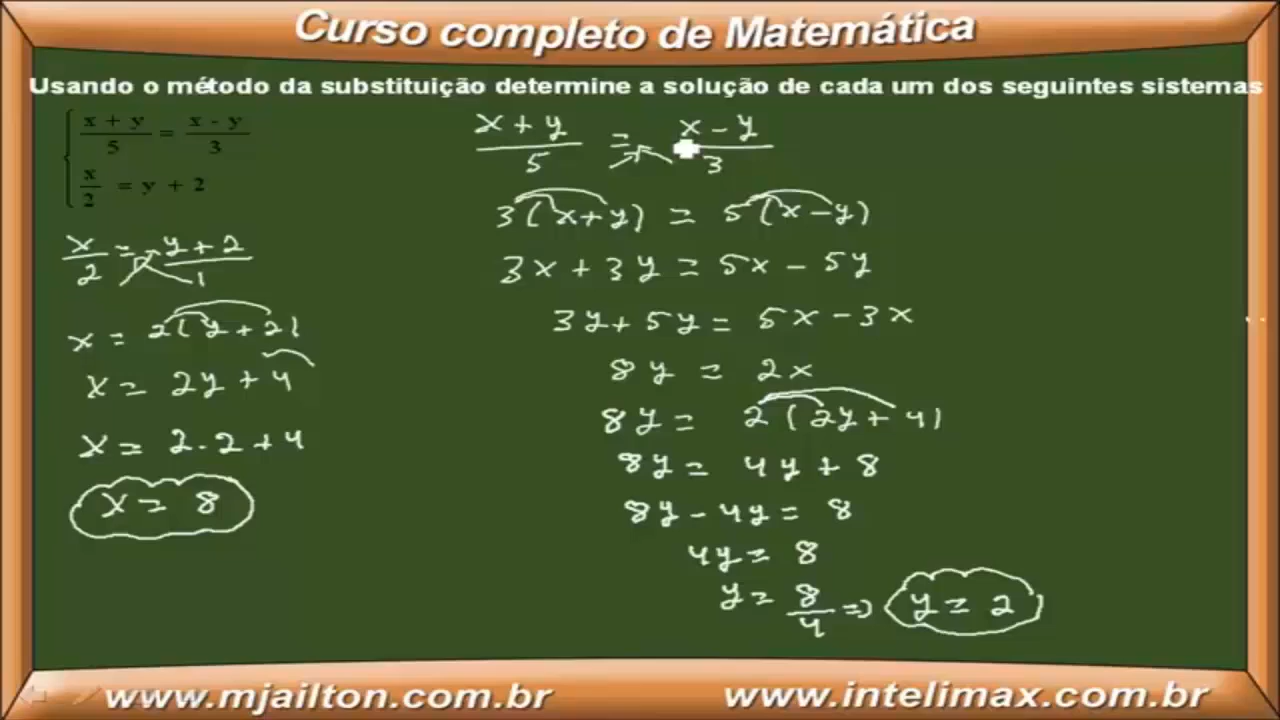 Curso completo de Matemática
Usando o método da substituição determine a solução de cada um dos seguintes sistemas
x + y / 5 = x - y / 3
x / 2 = y + 2
x / 2 = y + 2 / 1
x = 2(y + 2)
x = 2y + 4
x = 2 . 2 + 4
x = 8
x + y / 5 = x - y / 3
3(x + y) = 5(x - y)
3x + 3y = 5x - 5y
3y + 5y = 5x - 3x
8y = 2x
8y = 2(2y + 4)
8y = 4y + 8
8y - 4y = 8
4y = 8
y = 8 / 4 => y = 2
www.mjailton.com.br
www.intelimax.com.br